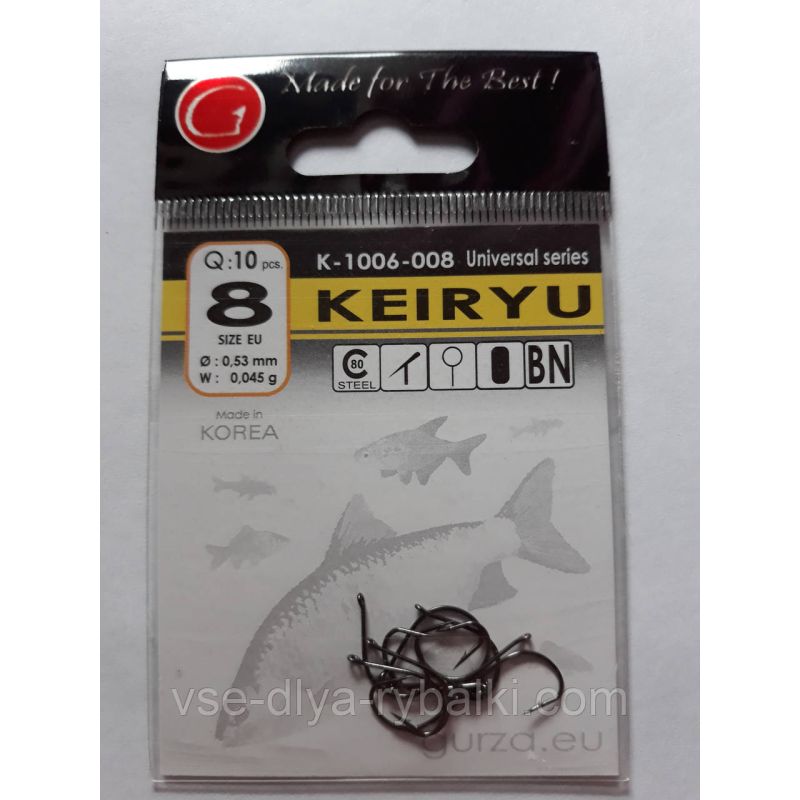 Made for The Best !
Q:10 pcs.
8
SIZE EU
Ø : 0,53 mm
W : 0,045 g
K-1006-008 Universal series
KEIRYU
C 80 STEEL
BN
Made in
KOREA
vse-dlya-rybalki.com
gurza.eu